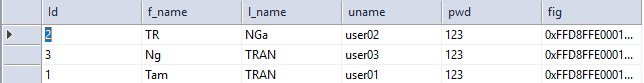 Id f_name l_name uname pwd fig
2 TR NGa user02 123 0xFFD8FFE0001...
3 Ng TRAN user03 123 0xFFD8FFE0001...
1 Tam TRAN user01 123 0xFFD8FFE0001...